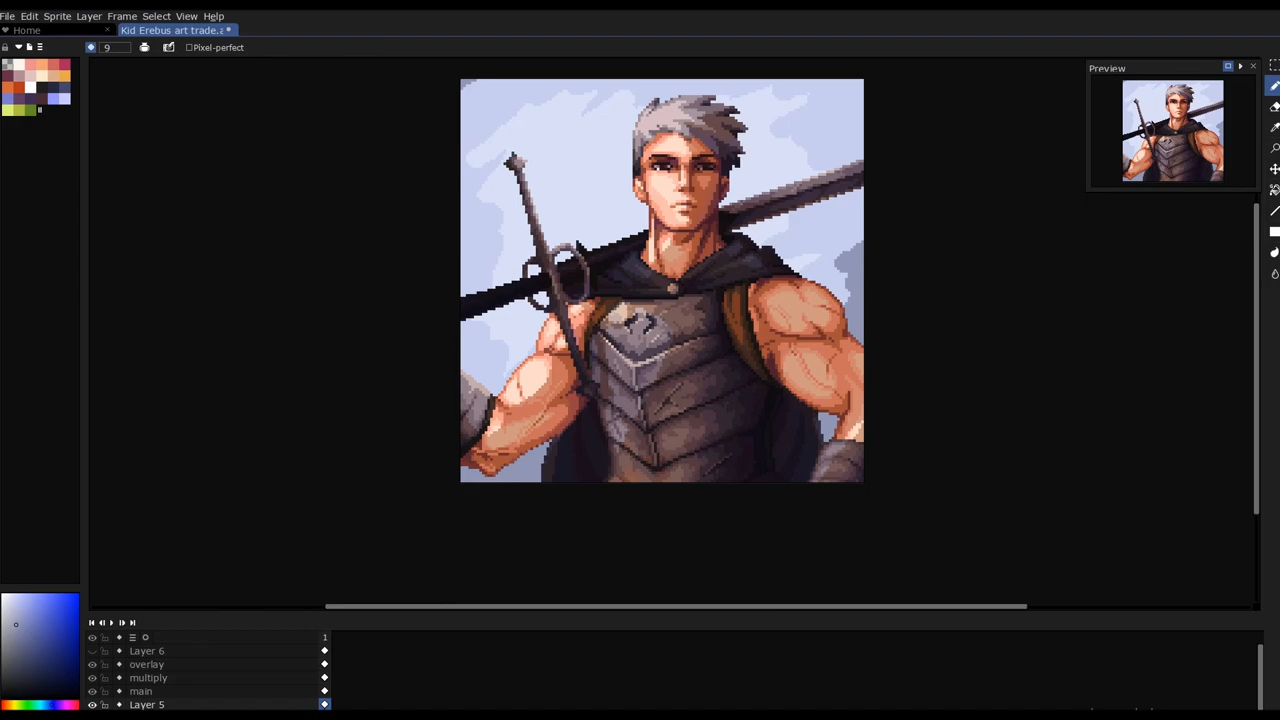 File Edit Sprite Layer Frame Select View Help
Home × Kid Erebus art trade.a
9 Pixel-perfect
Preview
1
Layer 6
overlay
multiply
main
Layer 5